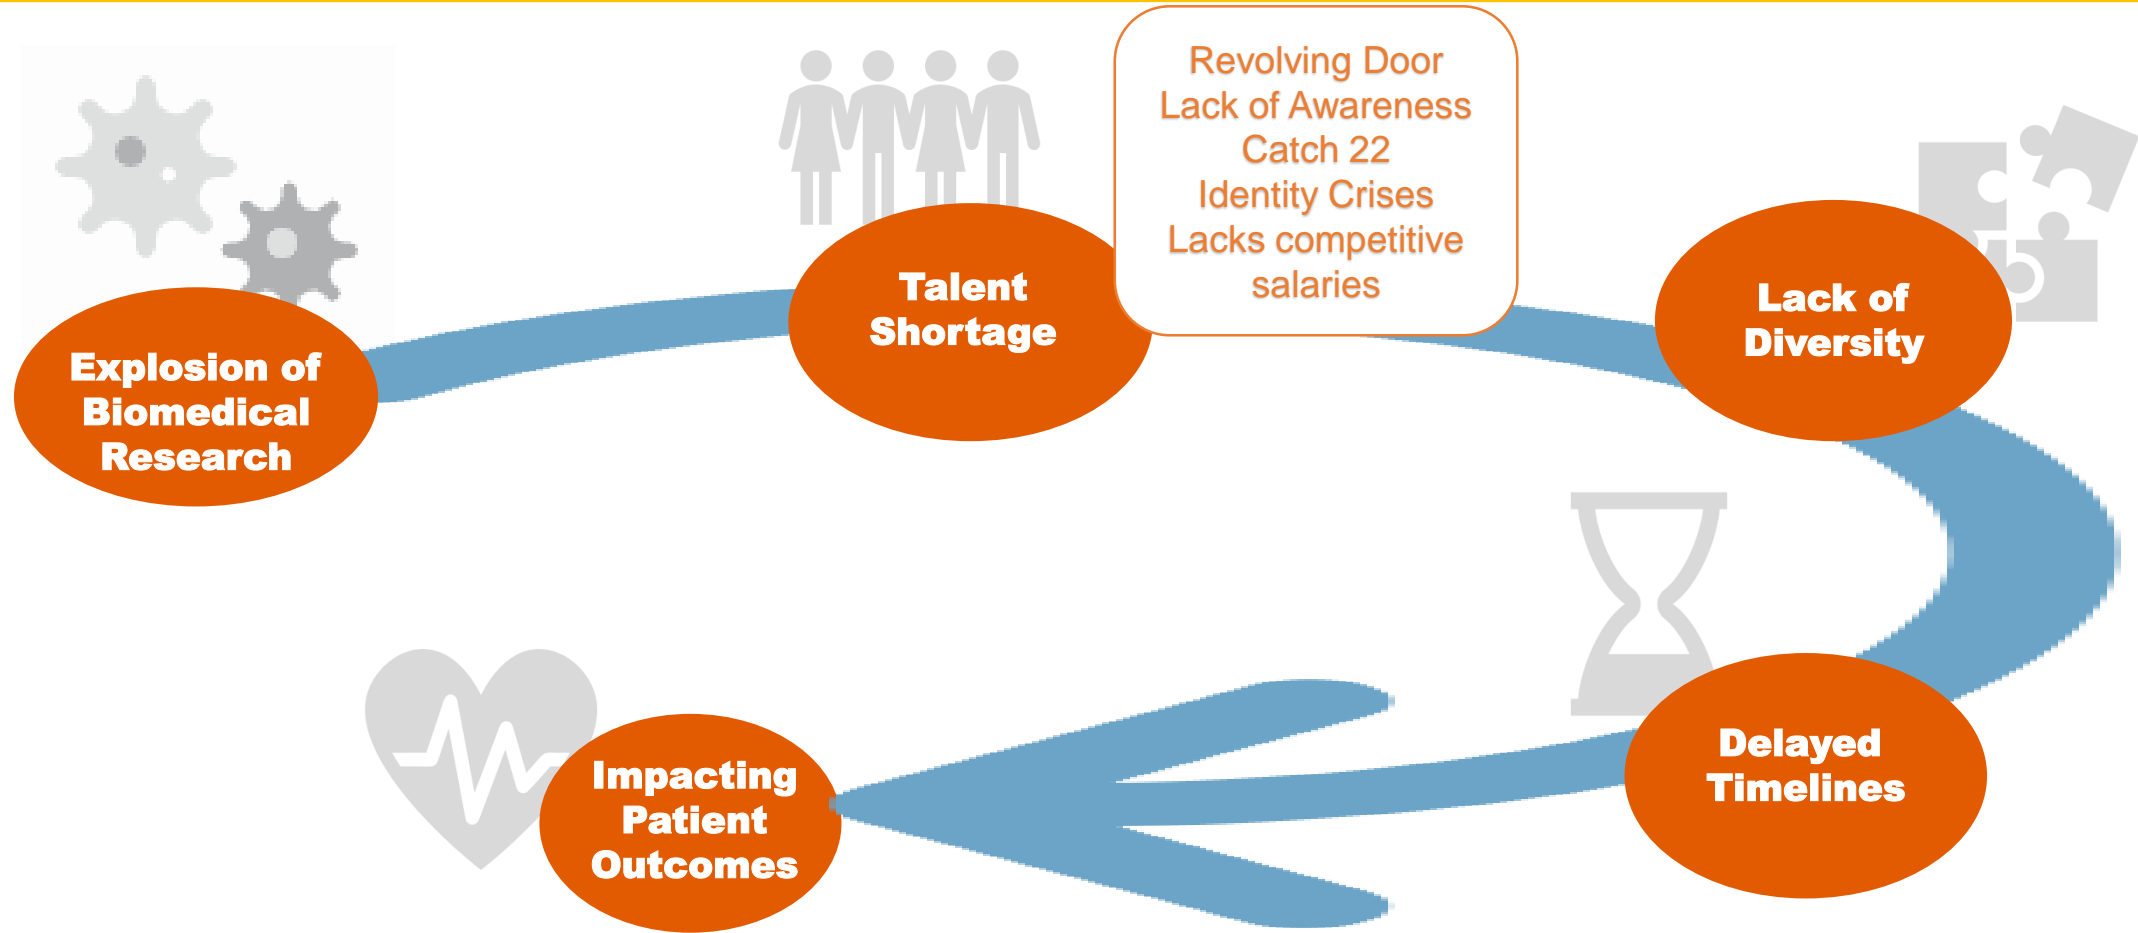 Explosion of
Biomedical
Research
Talent
Shortage
Revolving Door
Lack of Awareness
Catch 22
Identity Crises
Lacks competitive
salaries
Lack of
Diversity
Delayed
Timelines
Impacting
Patient
Outcomes